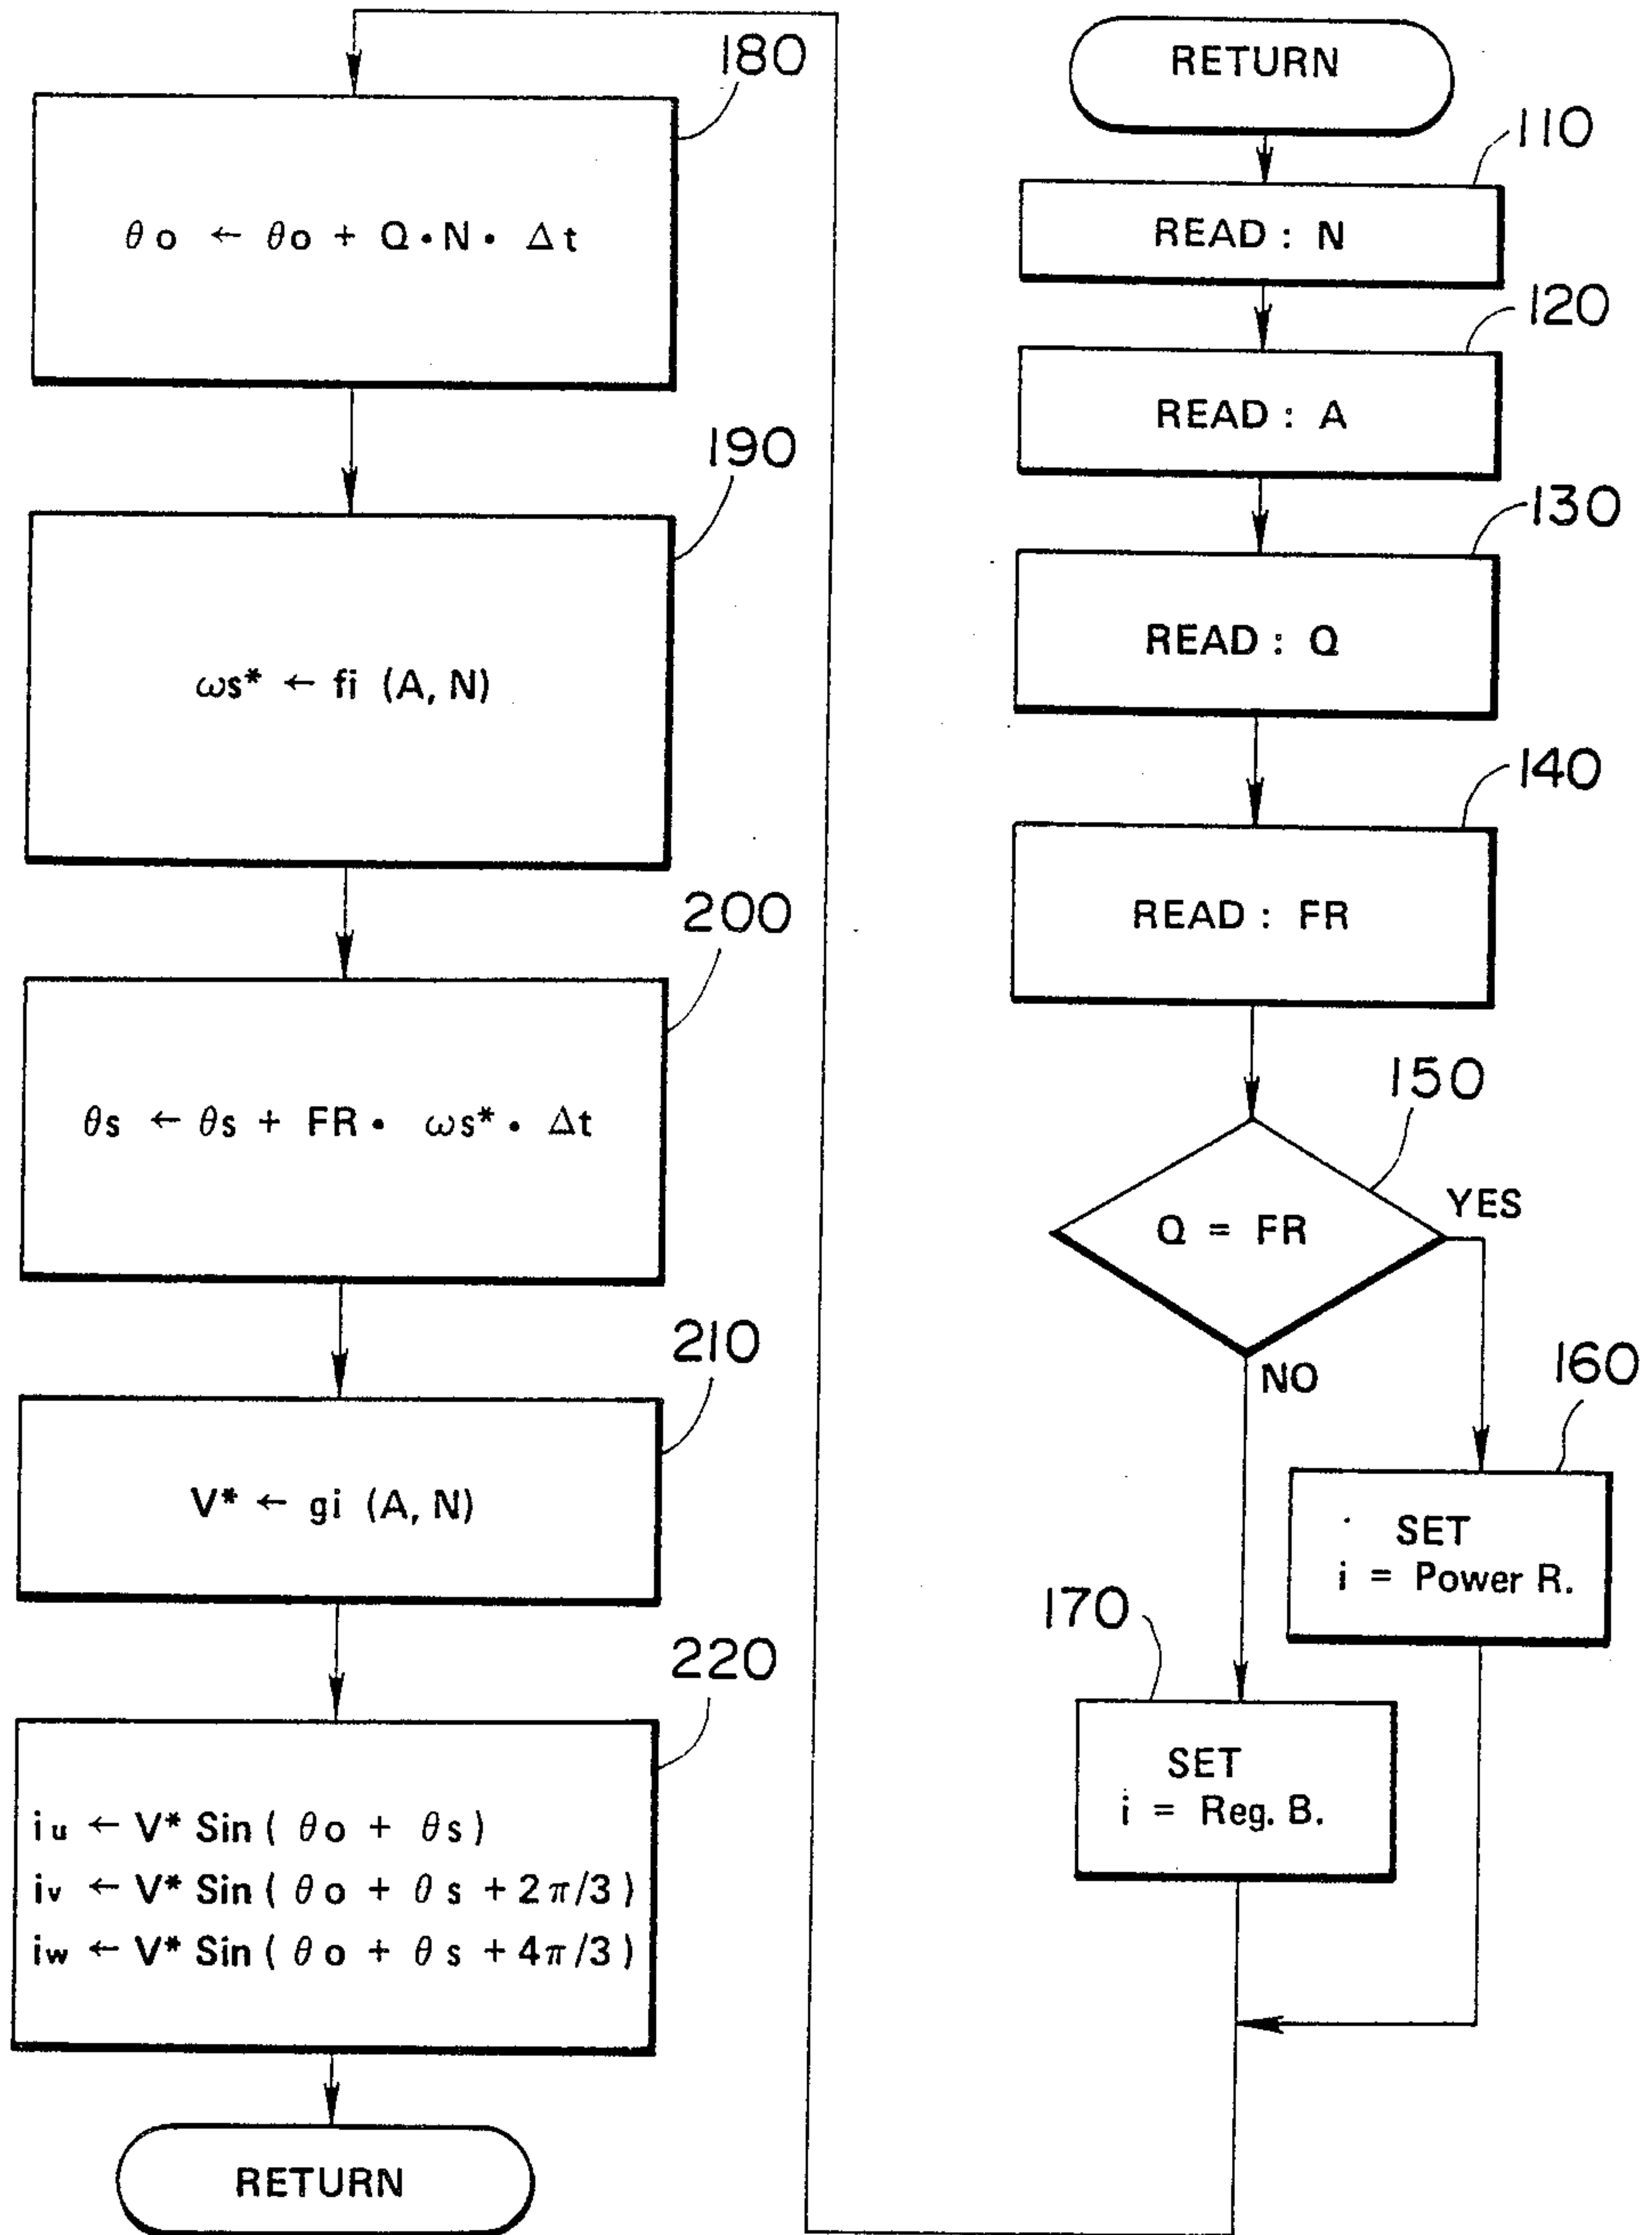 RETURN
110
READ : N
120
READ : A
130
READ : Q
140
READ : FR
150
Q = FR
YES
NO
160
SET
i = Power R.
170
SET
i = Reg. B.
180
θo ← θo + Q•N• Δt
190
ωs* ← fi (A, N)
200
θs ← θs + FR• ωs*• Δt
210
V* ← gi (A, N)
220
iu ← V* Sin ( θo + θs )
iv ← V* Sin ( θo + θs + 2π/3 )
iw ← V* Sin ( θo + θs + 4π/3 )
RETURN